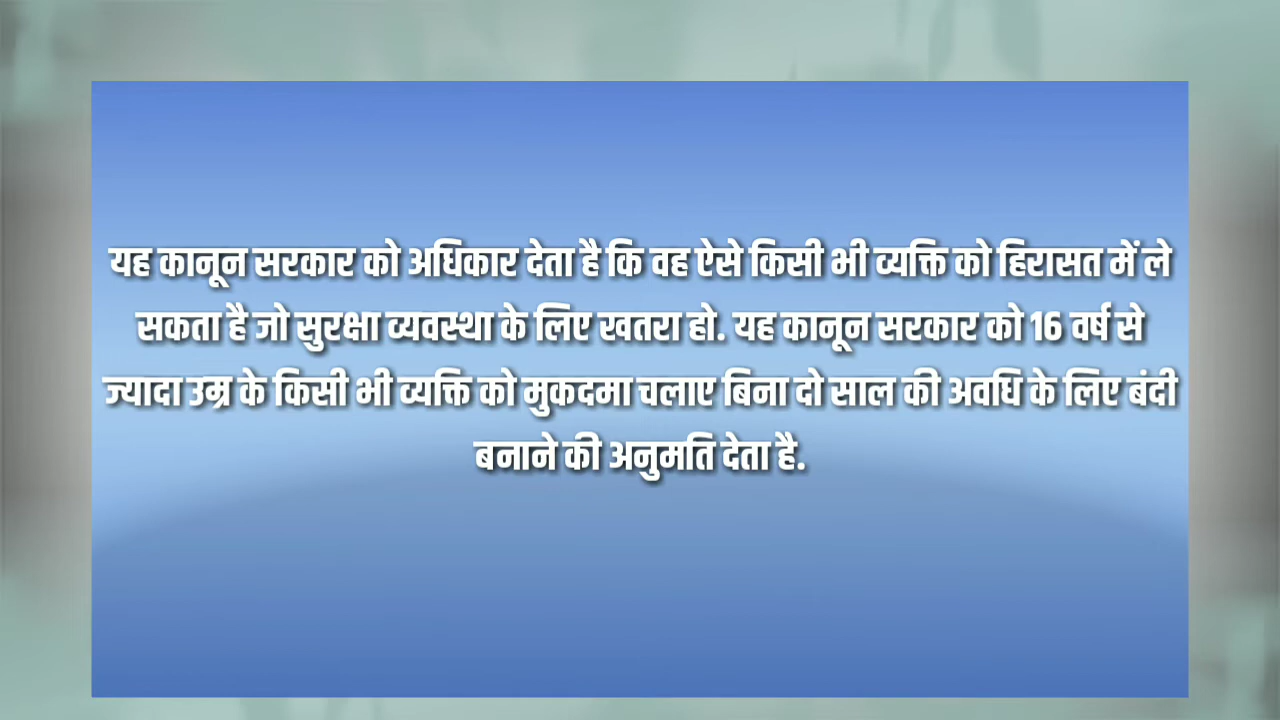 यह कानून सरकार को अधिकार देता है कि वह ऐसे किसी भी व्यक्ति को हिरासत में ले
सकता है जो सुरक्षा व्यवस्था के लिए खतरा हो. यह कानून सरकार को 16 वर्ष से
ज्यादा उम्र के किसी भी व्यक्ति को मुकदमा चलाए बिना दो साल की अवधि के लिए बंदी
बनाने की अनुमति देता है.